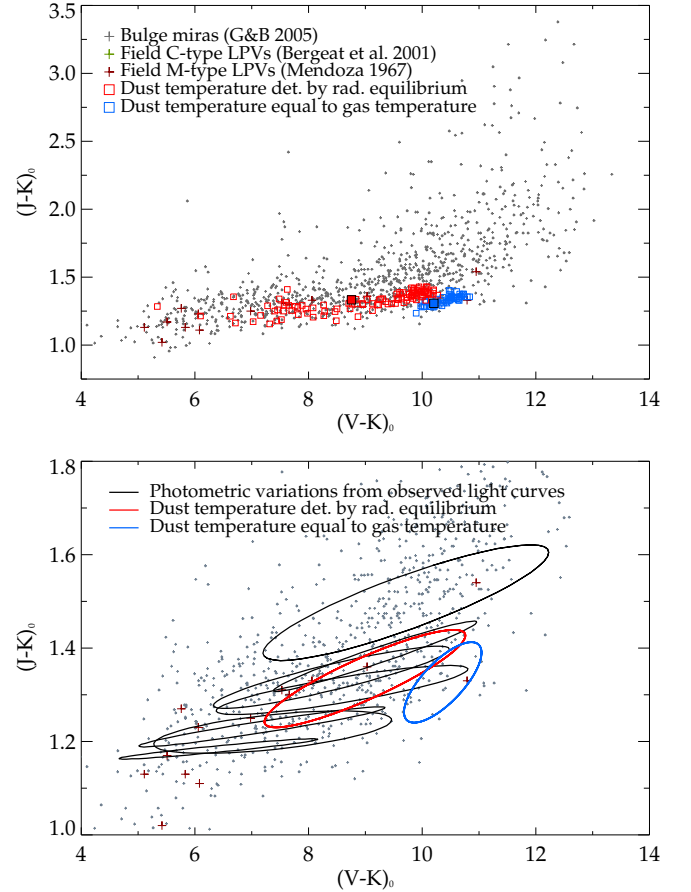 3.5
3.0
2.5
2.0
1.5
1.0
(J-K)₀
Bulge miras (G&B 2005)
Field C-type LPVs (Bergeat et al. 2001)
Field M-type LPVs (Mendoza 1967)
Dust temperature det. by rad. equilibrium
Dust temperature equal to gas temperature
4 6 8 10 12 14
(V-K)₀
1.8
1.6
1.4
1.2
1.0
(J-K)₀
Photometric variations from observed light curves
Dust temperature det. by rad. equilibrium
Dust temperature equal to gas temperature
4 6 8 10 12 14
(V-K)₀